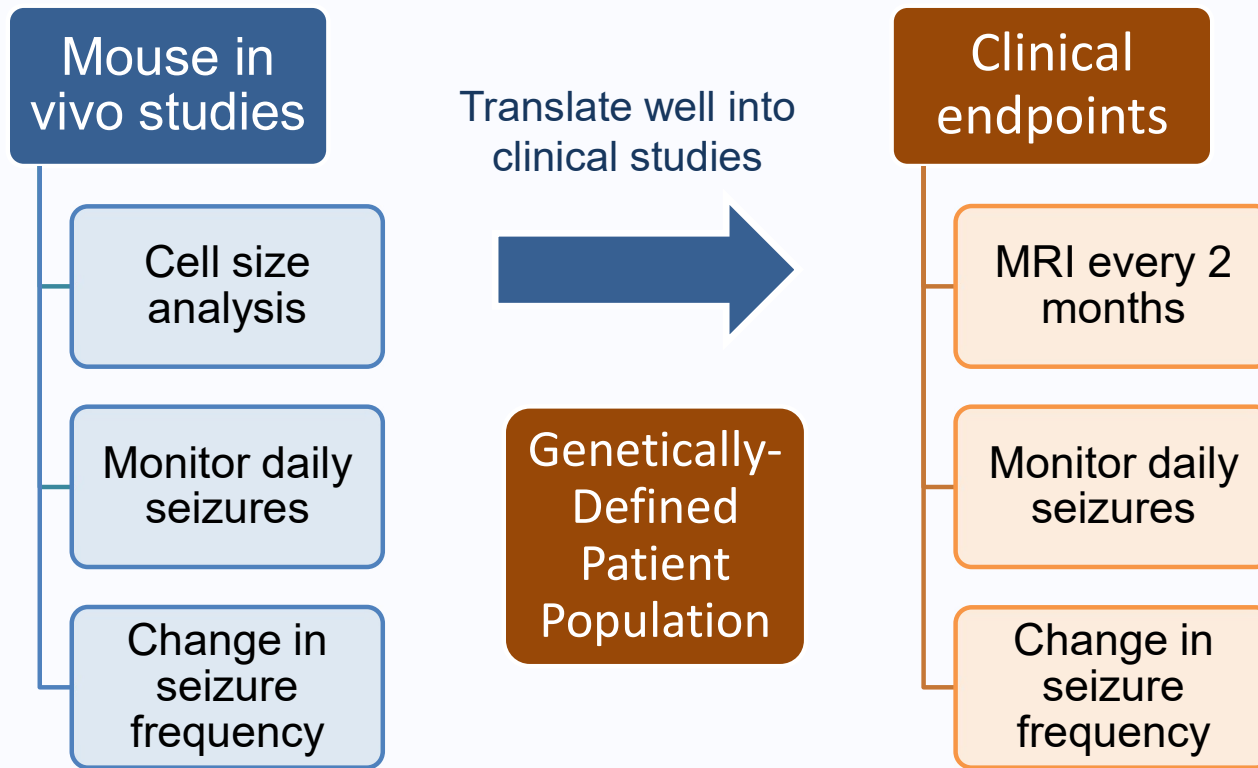 Mouse in
vivo studies
Cell size
analysis
Monitor daily
seizures
Change in
seizure
frequency
Translate well into
clinical studies
Genetically-
Defined
Patient
Population
Clinical
endpoints
MRI every 2
months
Monitor daily
seizures
Change in
seizure
frequency